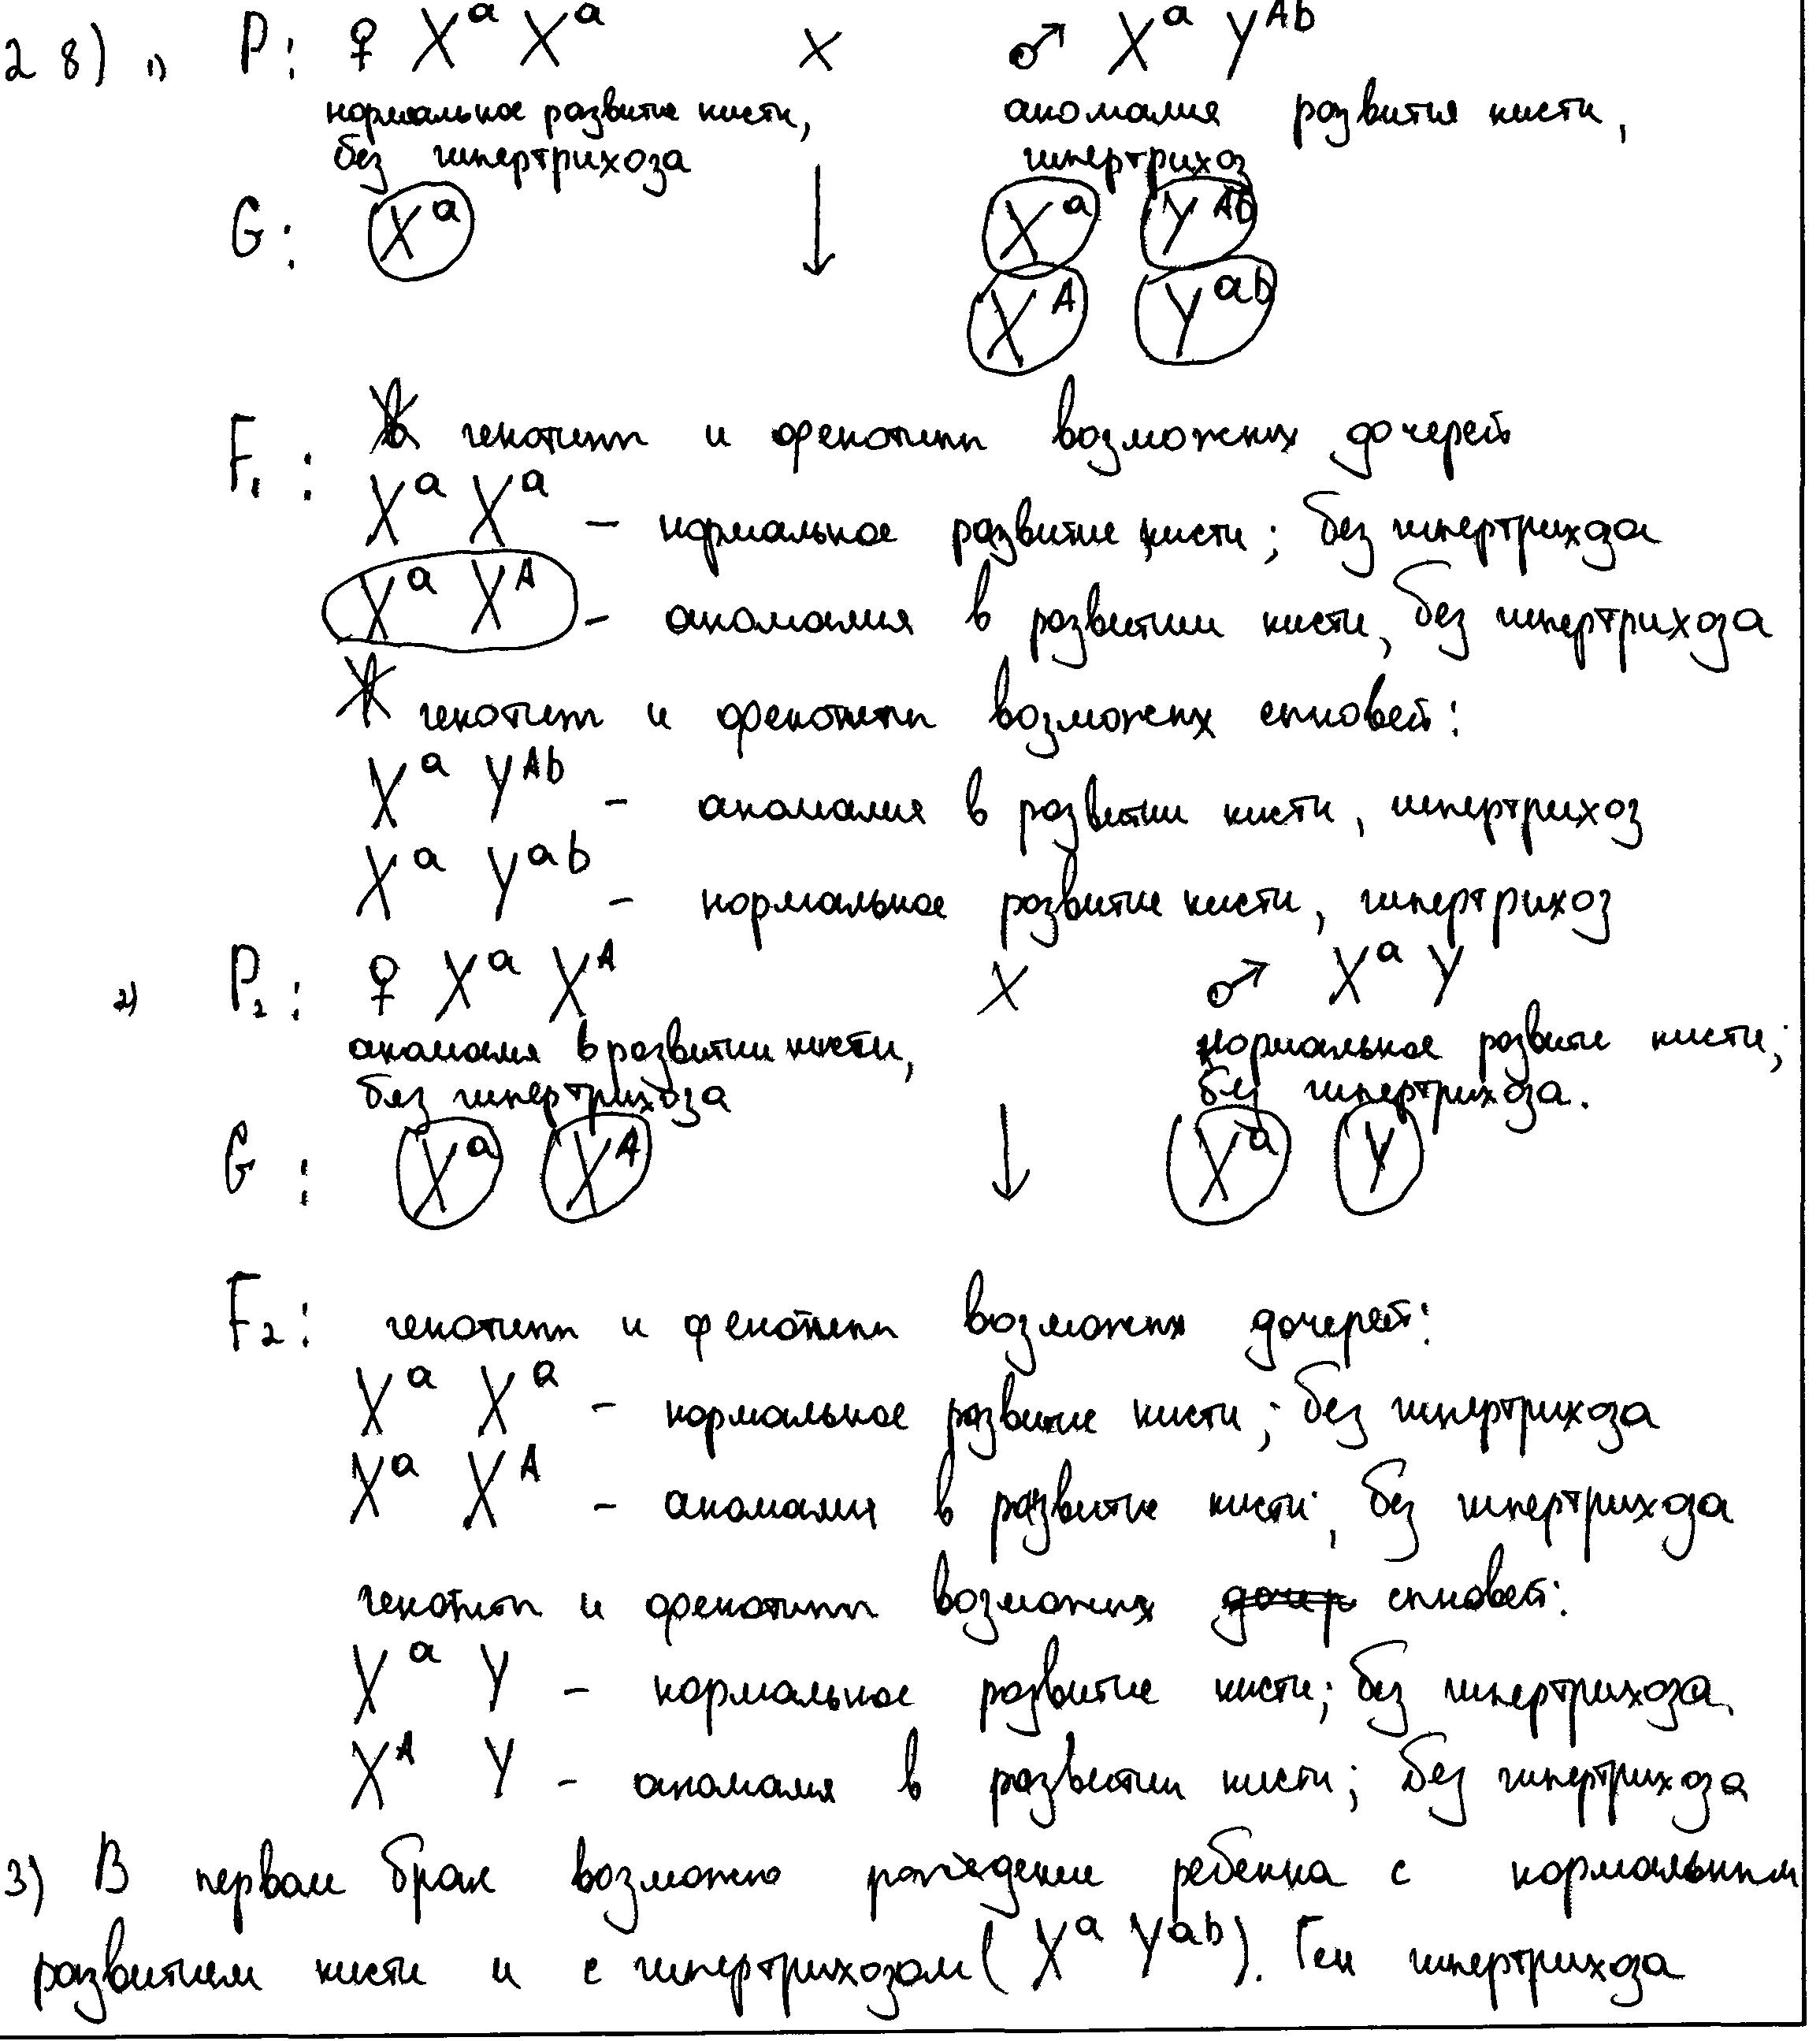 28) 1) P: ♀ X^a X^a × ♂ X^a Y^Ab
нормальное развитие кисти, аномалия развития кисти,
без гипертрихоза гипертрихоз
G: X^a ↓ X^a Y^Ab
X^A Y^ab
F₁: генотип и фенотип возможных дочерей
X^a X^a – нормальное развитие кисти; без гипертрихоза
X^a X^A – аномалия в развитии кисти, без гипертрихоза
генотип и фенотип возможных сыновей:
X^a Y^Ab – аномалия в развитии кисти, гипертрихоз
X^a Y^ab – нормальное развитие кисти, гипертрихоз
2) P₂: ♀ X^a X^A × ♂ X^a Y
аномалия в развитии кисти, нормальное развитие кисти;
без гипертрихоза без гипертрихоза.
G: X^a X^A ↓ X^a Y
F₂: генотип и фенотип возможных дочерей:
X^a X^a – нормальное развитие кисти; без гипертрихоза
X^a X^A – аномалия в развитие кисти, без гипертрихоза
генотип и фенотип возможных дочер сыновей:
X^a Y – нормальное развитие кисти; без гипертрихоза
X^A Y – аномалия в развитии кисти; без гипертрихоза
3) В первом браке возможно рождение ребенка с нормальным
развитием кисти и с гипертрихозом (X^a Y^ab). Ген гипертрихоза